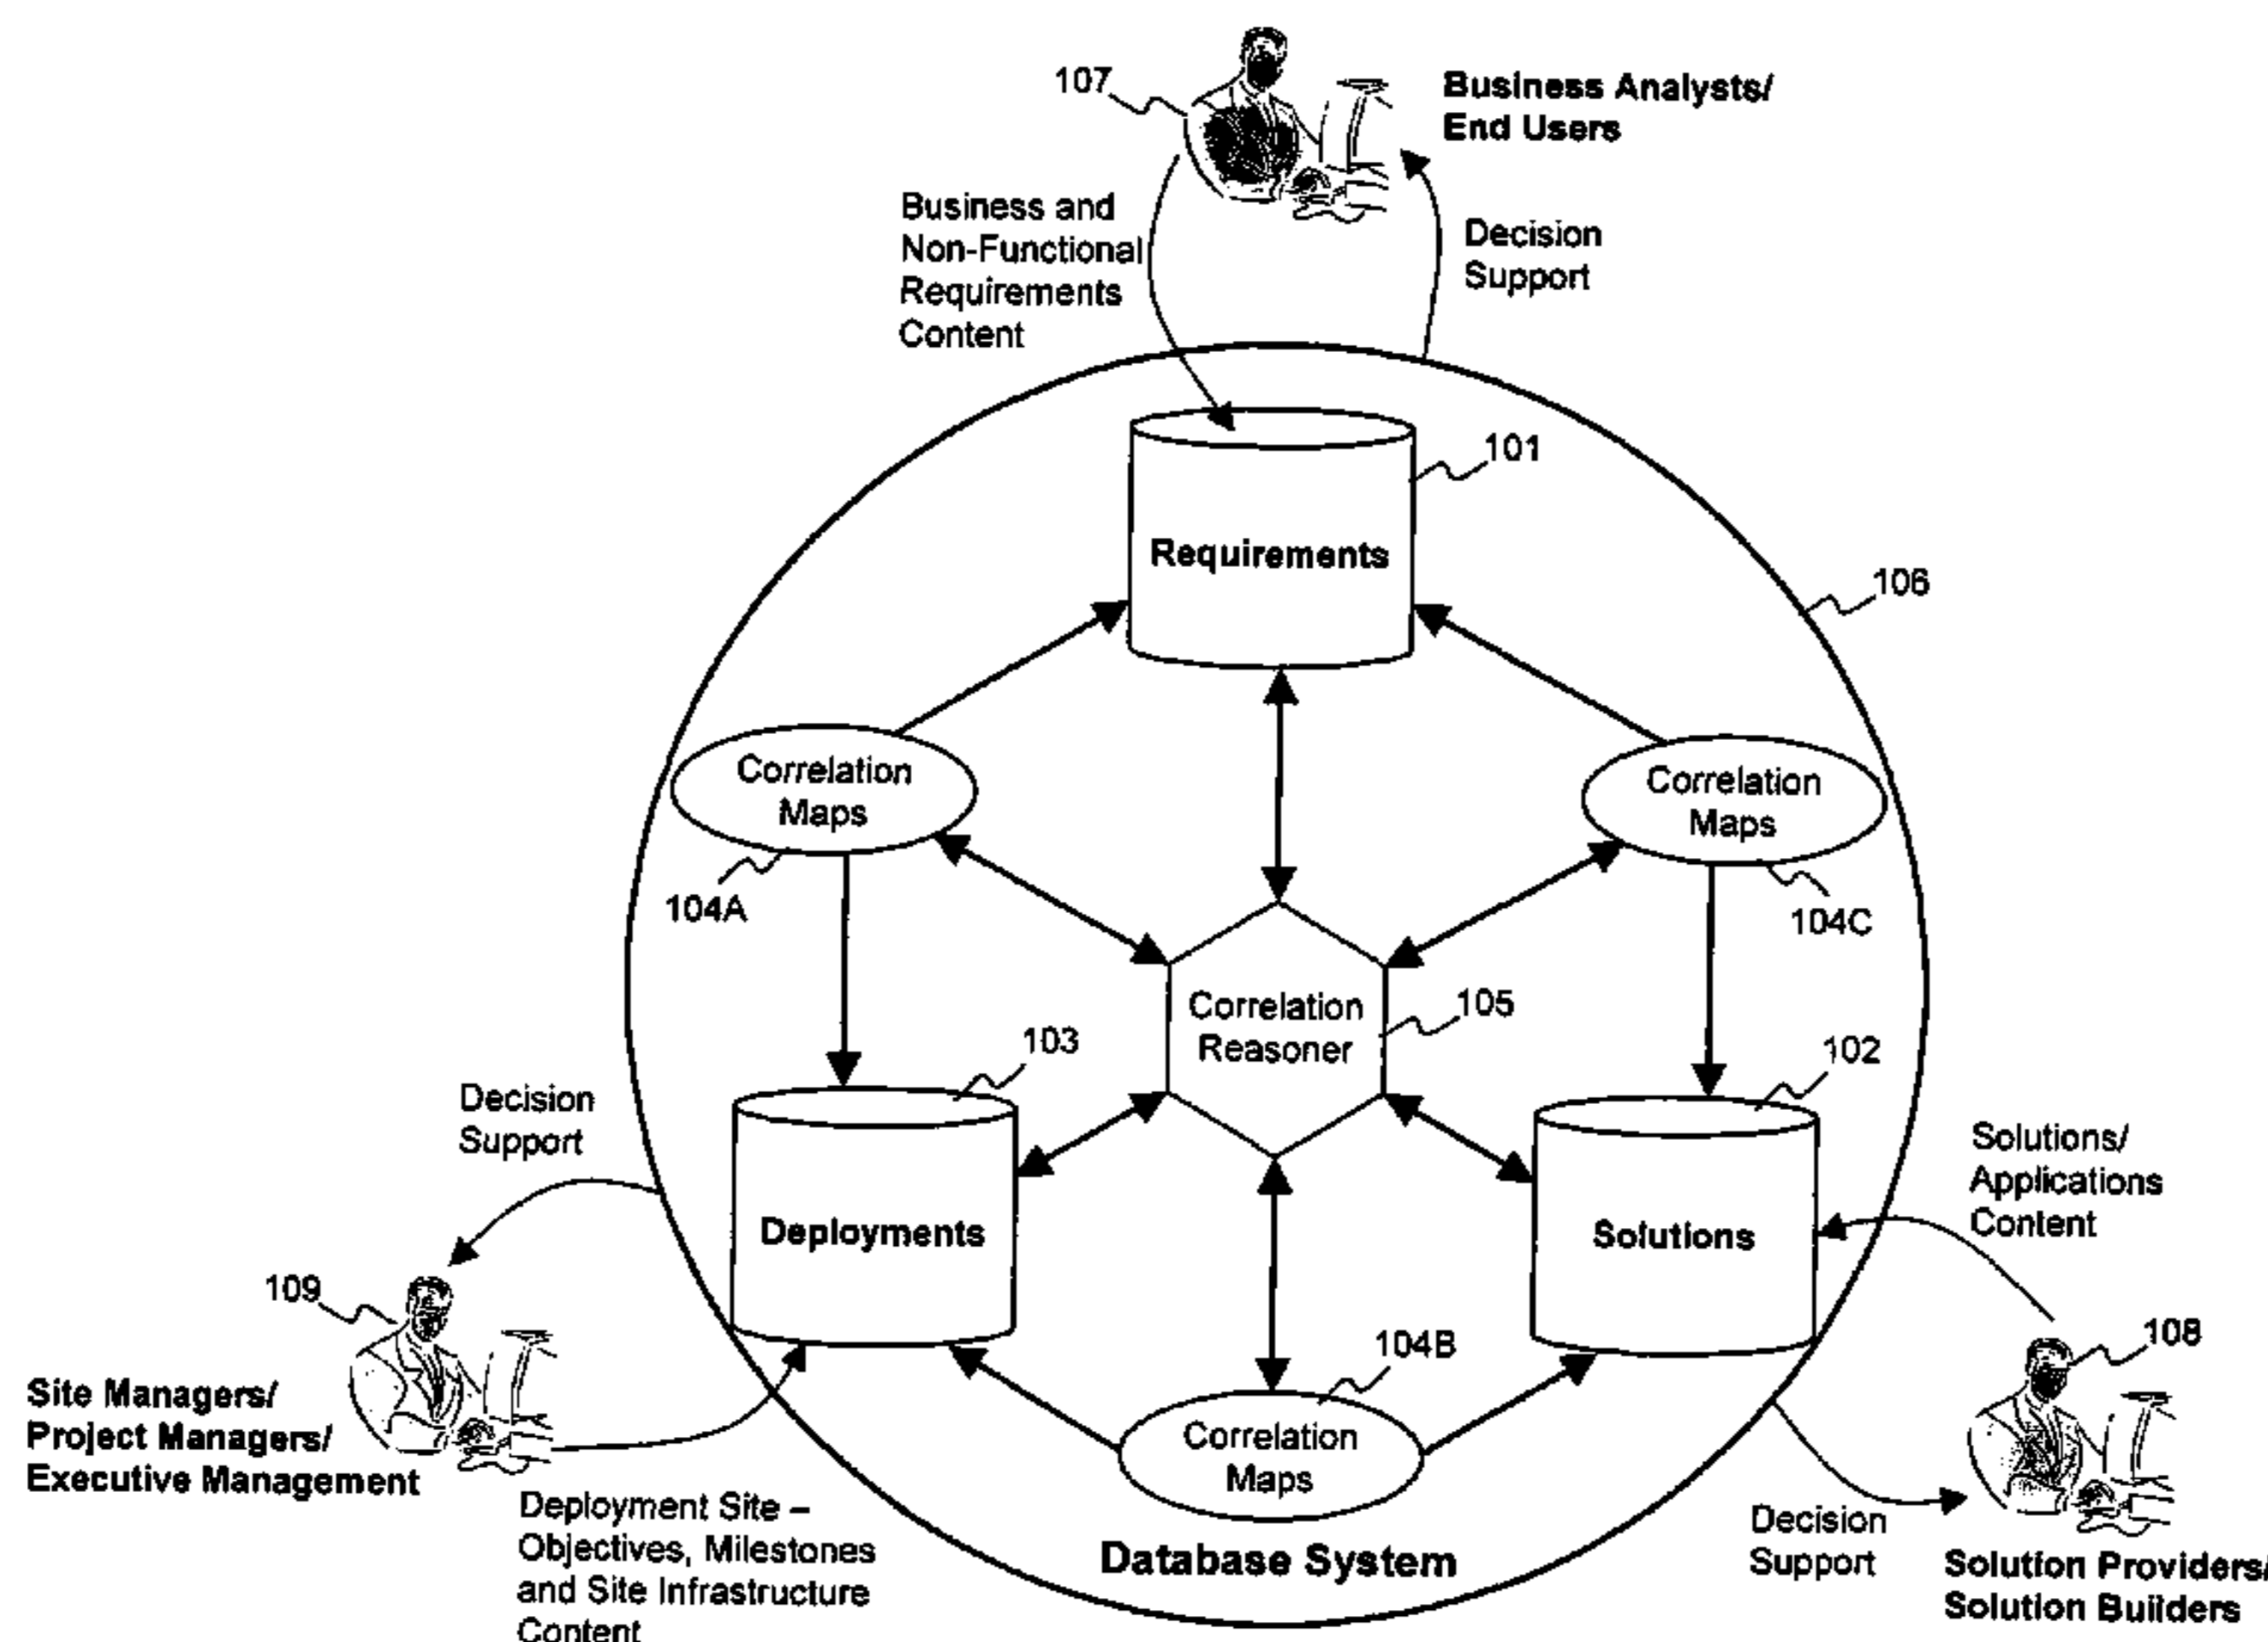 107
Business Analysts/
End Users
Business and
Non-Functional
Requirements
Content
Decision
Support
101
Requirements
106
Correlation
Maps
104A
Correlation
Maps
104C
Correlation
Reasoner
105
103
Deployments
102
Solutions
Decision
Support
Solutions/
Applications
Content
109
Site Managers/
Project Managers/
Executive Management
108
104B
Correlation
Maps
Deployment Site –
Objectives, Milestones
and Site Infrastructure
Content
Database System
Decision
Support
Solution Providers/
Solution Builders